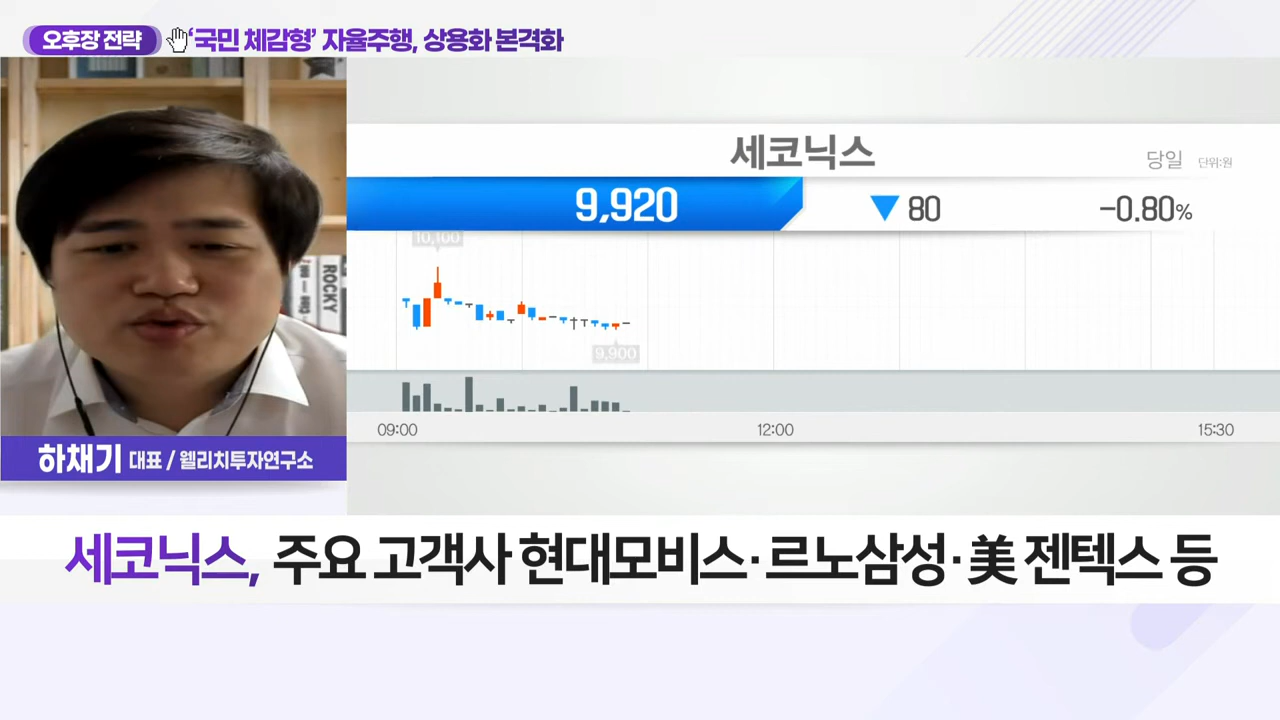 오후장 전략
‘국민 체감형’ 자율주행, 상용화 본격화
세코닉스
당일 단위:원
9,920 ▼ 80 -0.80%
10,100
9,900
ROCKY
09:00 12:00 15:30
하채기 대표 / 웰리치투자연구소
세코닉스, 주요 고객사 현대모비스·르노삼성·美 젠텍스 등